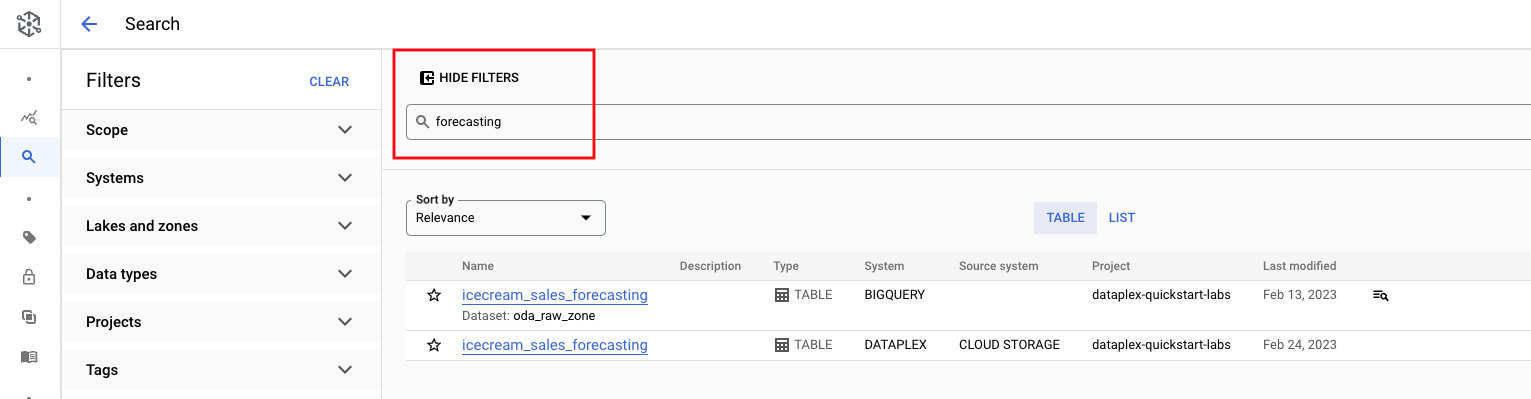 Search
Filters
CLEAR
Scope
Systems
Lakes and zones
Data types
Projects
Tags
HIDE FILTERS
forecasting
Sort by
Relevance
TABLE LIST
Name Description Type System Source system Project Last modified
icecream_sales_forecasting TABLE BIGQUERY dataplex-quickstart-labs Feb 13, 2023
Dataset: oda_raw_zone
icecream_sales_forecasting TABLE DATAPLEX CLOUD STORAGE dataplex-quickstart-labs Feb 24, 2023